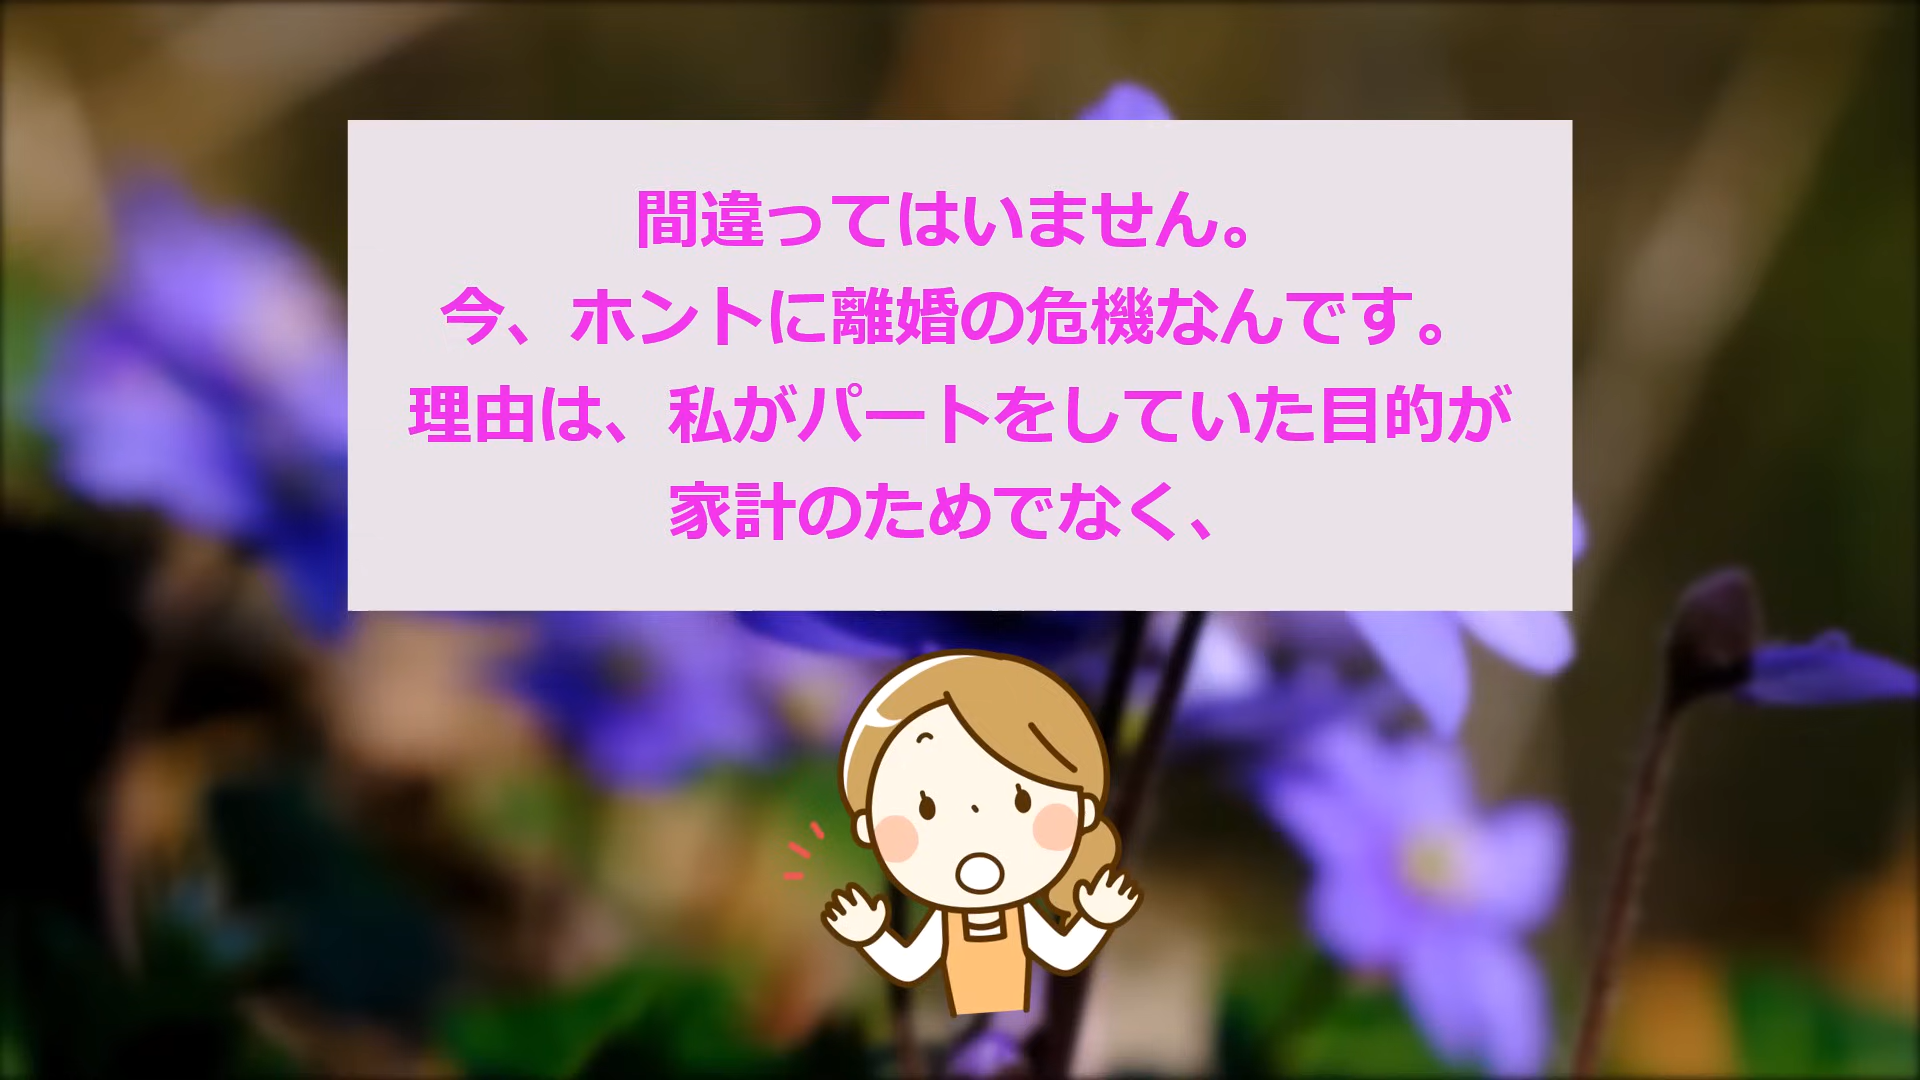 間違ってはいません。
今、ホントに離婚の危機なんです。
理由は、私がパートをしていた目的が
家計のためでなく、